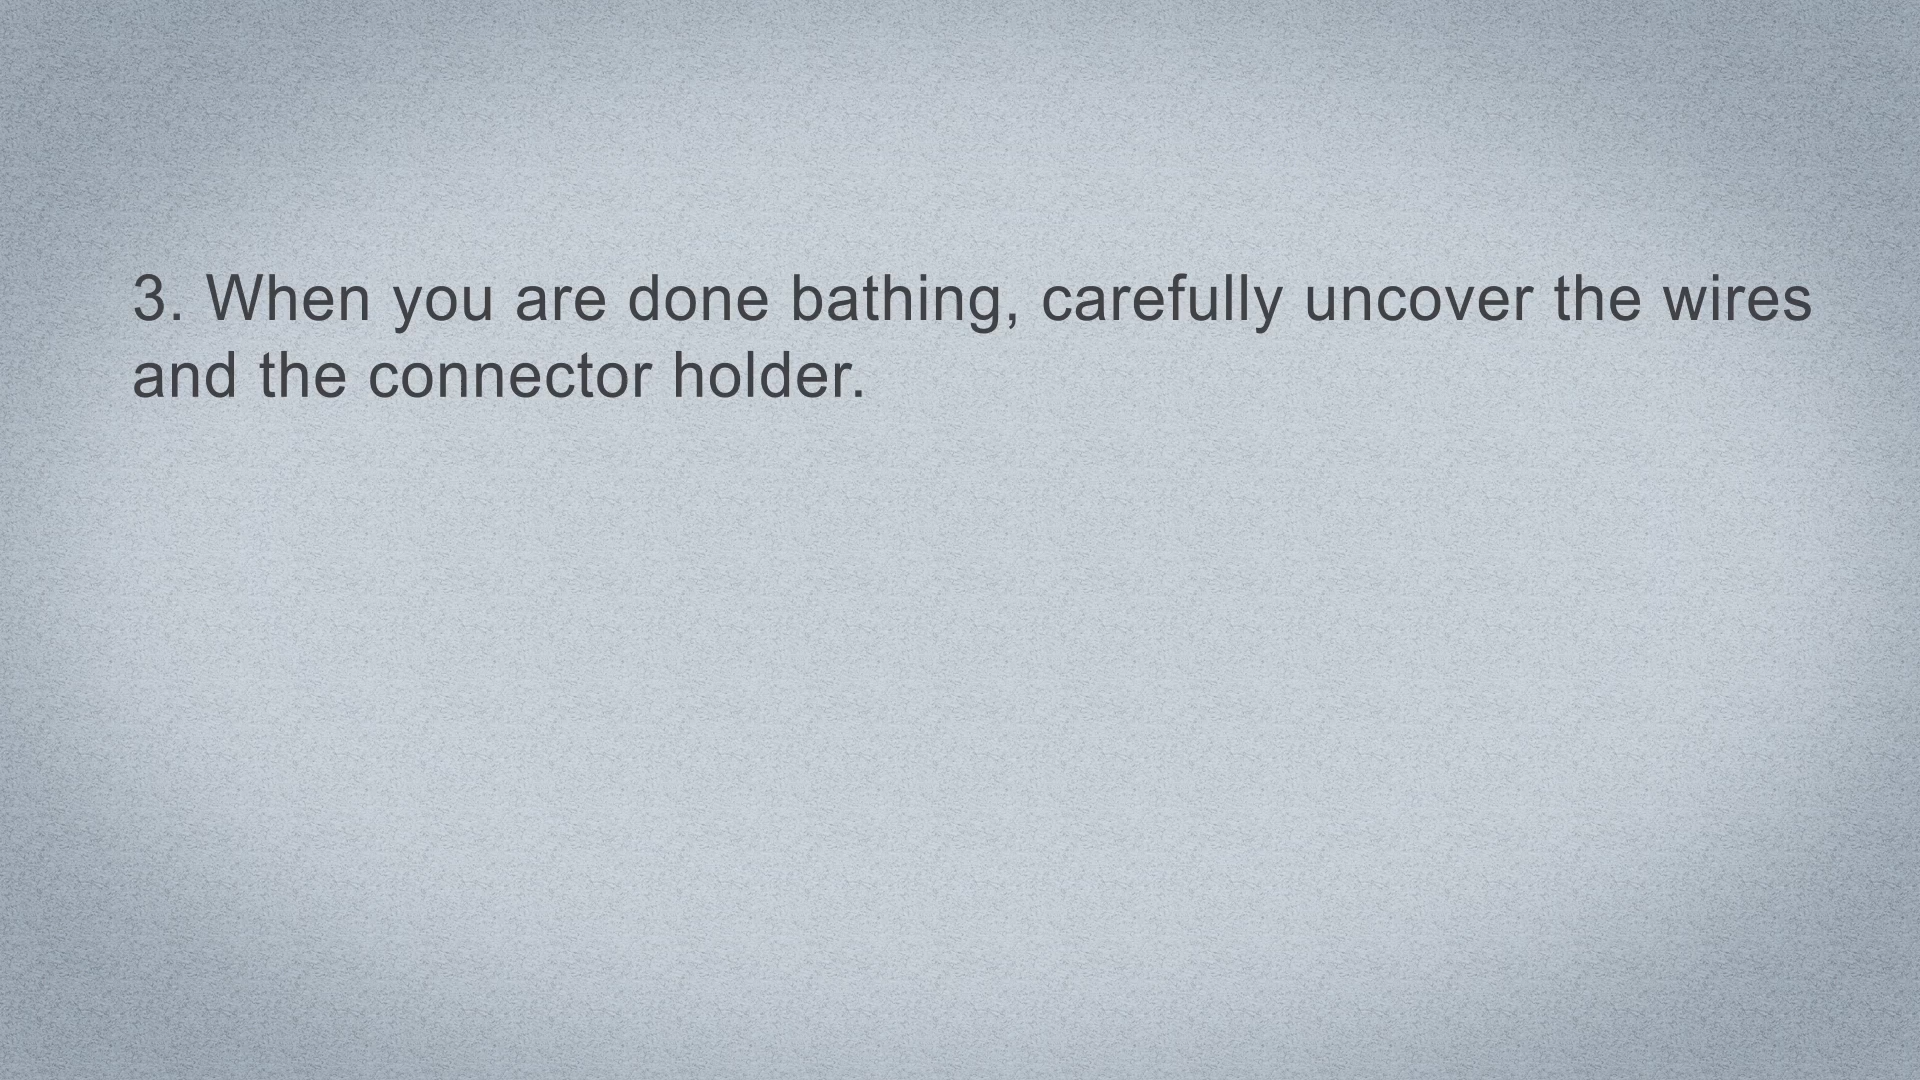 3. When you are done bathing, carefully uncover the wires
and the connector holder.